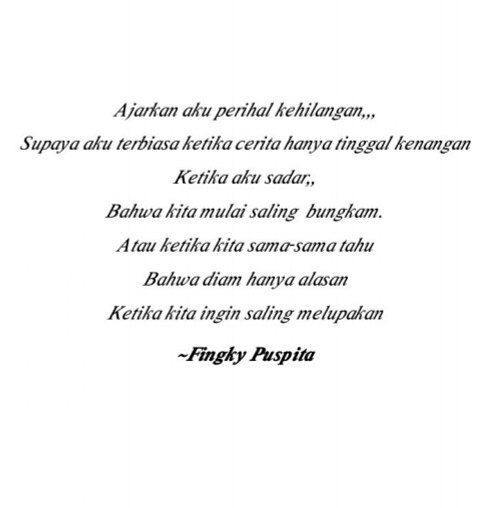 Ajarkan aku perihal kehilangan,,,
Supaya aku terbiasa ketika cerita hanya tinggal kenangan
Ketika aku sadar,,
Bahwa kita mulai saling bungkam.
Atau ketika kita sama-sama tahu
Bahwa diam hanya alasan
Ketika kita ingin saling melupakan
~Fingky Puspita